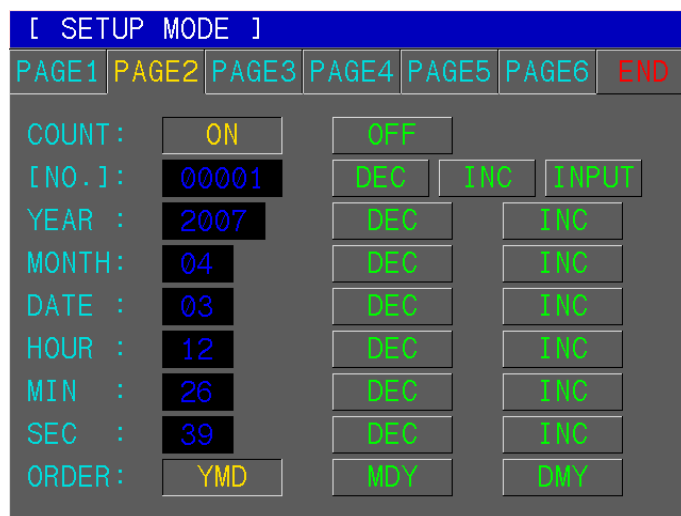 [ SETUP MODE ]
PAGE1 PAGE2 PAGE3 PAGE4 PAGE5 PAGE6 END
COUNT: ON OFF
[NO.]: 00001 DEC INC INPUT
YEAR : 2007 DEC INC
MONTH: 04 DEC INC
DATE : 03 DEC INC
HOUR : 12 DEC INC
MIN : 26 DEC INC
SEC : 39 DEC INC
ORDER: YMD MDY DMY